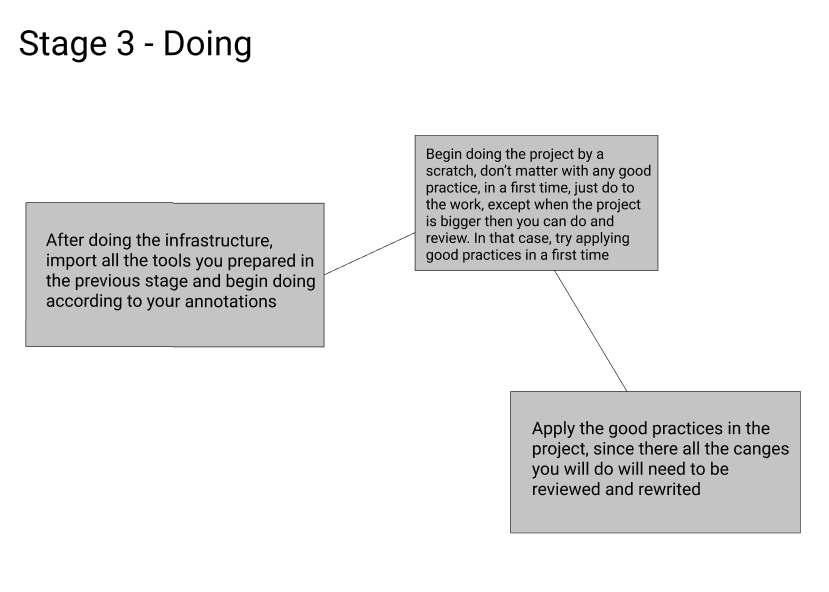 Stage 3 - Doing
After doing the infrastructure,
import all the tools you prepared in
the previous stage and begin doing
according to your annotations
Begin doing the project by a
scratch, don’t matter with any good
practice, in a first time, just do to
the work, except when the project
is bigger then you can do and
review. In that case, try applying
good practices in a first time
Apply the good practices in the
project, since there all the canges
you will do will need to be
reviewed and rewrited